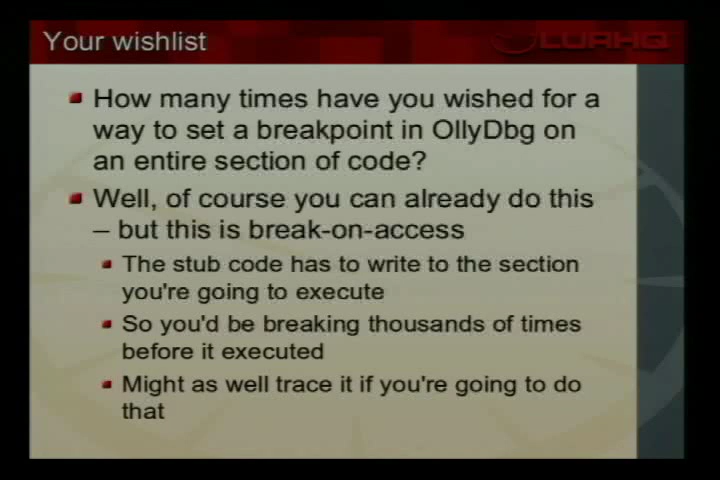 Your wishlist
LURHQ
How many times have you wished for a
way to set a breakpoint in OllyDbg on
an entire section of code?
Well, of course you can already do this
– but this is break-on-access
The stub code has to write to the section
you're going to execute
So you'd be breaking thousands of times
before it executed
Might as well trace it if you're going to do
that